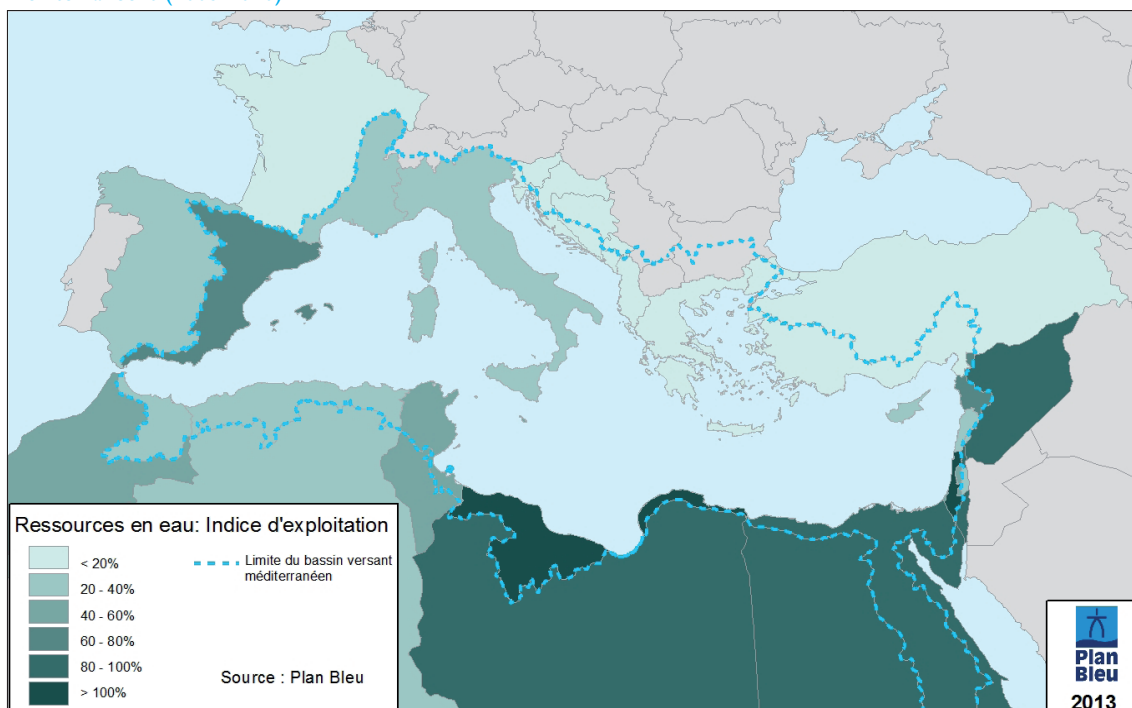 Ressources en eau: Indice d'exploitation
< 20%
20 - 40%
40 - 60%
60 - 80%
80 - 100%
> 100%
Limite du bassin versant
méditerranéen
Source : Plan Bleu
Plan
Bleu
2013